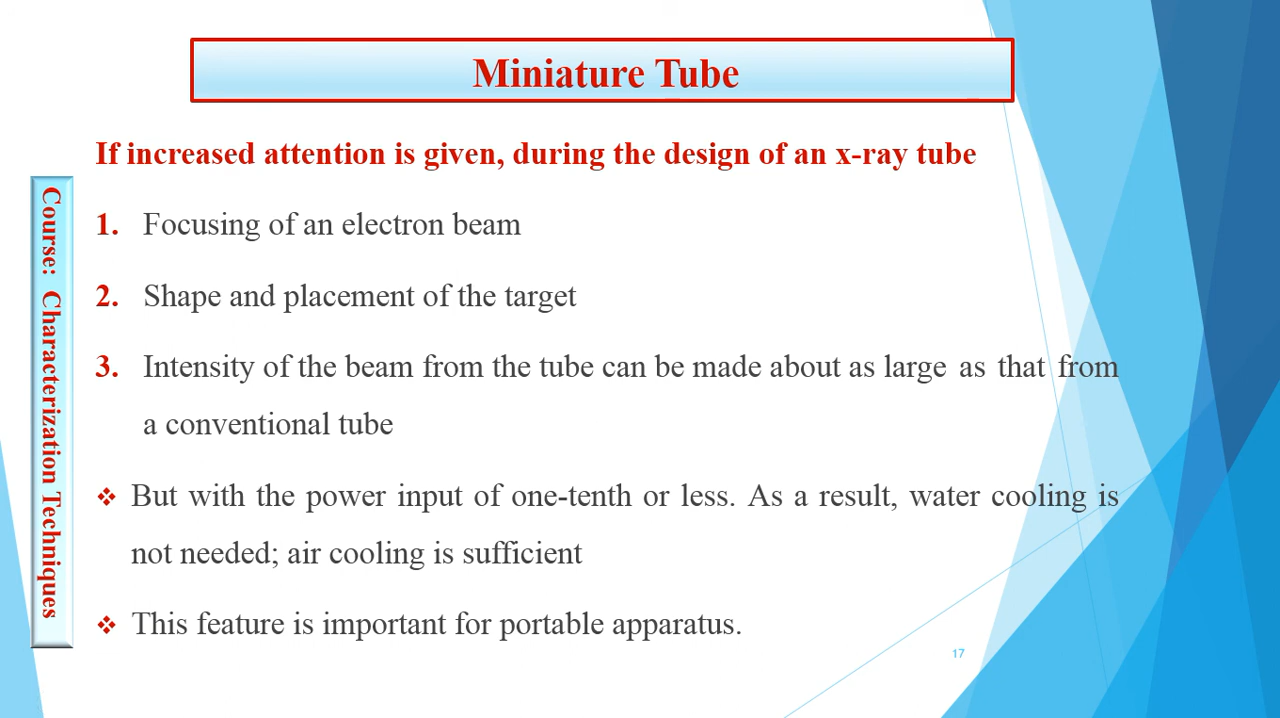 Miniature Tube
If increased attention is given, during the design of an x-ray tube
1. Focusing of an electron beam
2. Shape and placement of the target
3. Intensity of the beam from the tube can be made about as large as that from
a conventional tube
❖ But with the power input of one-tenth or less. As a result, water cooling is
not needed; air cooling is sufficient
❖ This feature is important for portable apparatus.
Course: Characterization Techniques
17